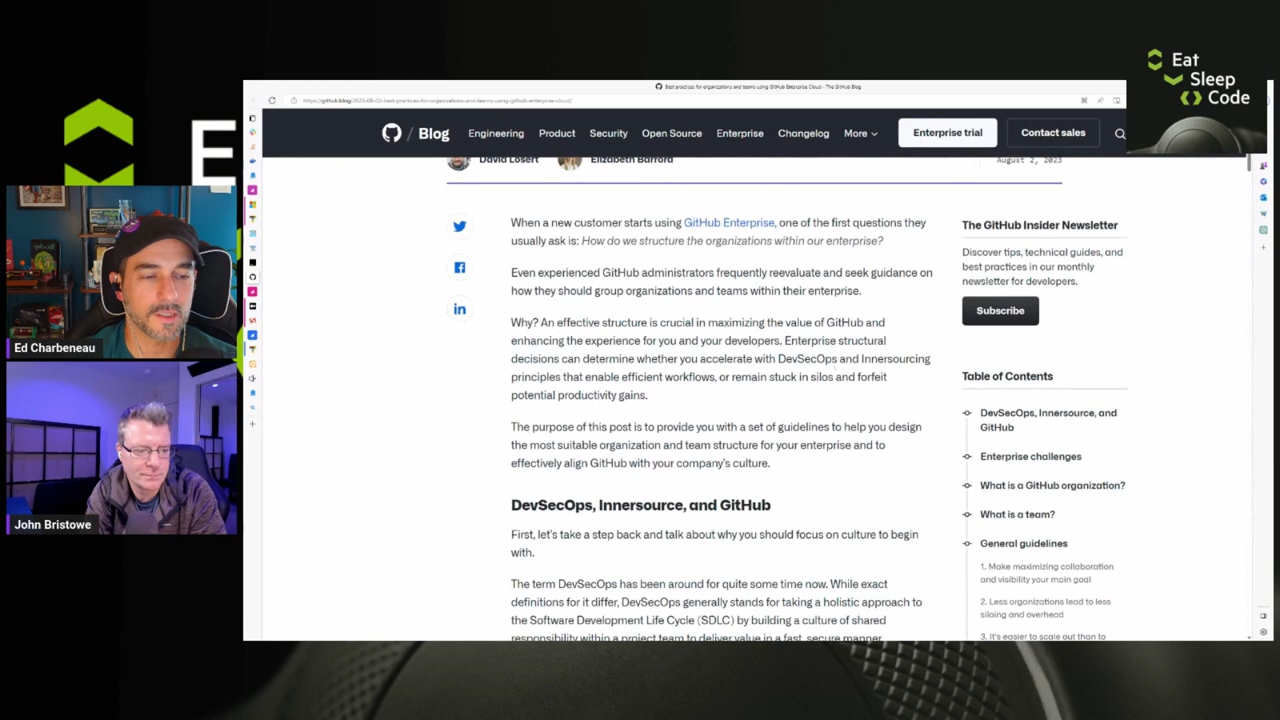 Eat
Sleep
Code
E
Best practices for organizations and teams using GitHub Enterprise Cloud - The GitHub Blog
https://github.blog/2023-08-02-best-practices-for-organizations-and-teams-using-github-enterprise-cloud/
/ Blog
Engineering
Product
Security
Open Source
Enterprise
Changelog
More
Enterprise trial
Contact sales
David Losert
Elizabeth Barrord
August 2, 2023
When a new customer starts using GitHub Enterprise, one of the first questions they
usually ask is: How do we structure the organizations within our enterprise?
Even experienced GitHub administrators frequently reevaluate and seek guidance on
how they should group organizations and teams within their enterprise.
Why? An effective structure is crucial in maximizing the value of GitHub and
enhancing the experience for you and your developers. Enterprise structural
decisions can determine whether you accelerate with DevSecOps and Innersourcing
principles that enable efficient workflows, or remain stuck in silos and forfeit
potential productivity gains.
The purpose of this post is to provide you with a set of guidelines to help you design
the most suitable organization and team structure for your enterprise and to
effectively align GitHub with your company's culture.
DevSecOps, Innersource, and GitHub
First, let's take a step back and talk about why you should focus on culture to begin
with.
The term DevSecOps has been around for quite some time now. While exact
definitions for it differ, DevSecOps generally stands for taking a holistic approach to
the Software Development Life Cycle (SDLC) by building a culture of shared
responsibility within a project team to deliver value in a fast, secure manner
The GitHub Insider Newsletter
Discover tips, technical guides, and
best practices in our monthly
newsletter for developers.
Subscribe
Table of Contents
DevSecOps, Innersource, and
GitHub
Enterprise challenges
What is a GitHub organization?
What is a team?
General guidelines
1. Make maximizing collaboration
and visibility your main goal
2. Less organizations lead to less
siloing and overhead
3. It's easier to scale out than to
Ed Charbeneau
John Bristowe